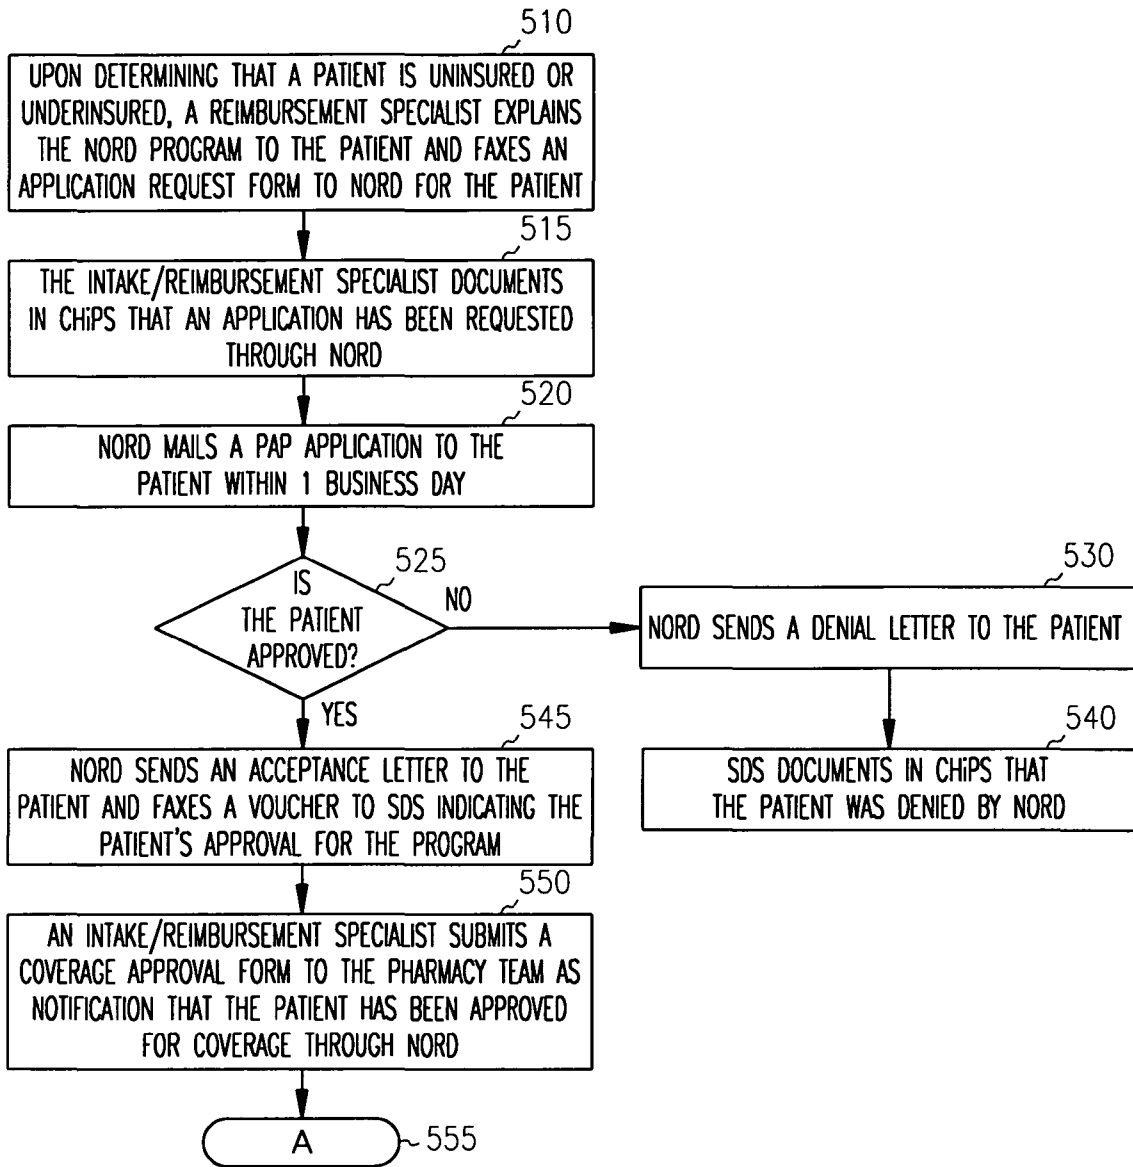 510
UPON DETERMINING THAT A PATIENT IS UNINSURED OR
UNDERINSURED, A REIMBURSEMENT SPECIALIST EXPLAINS
THE NORD PROGRAM TO THE PATIENT AND FAXES AN
APPLICATION REQUEST FORM TO NORD FOR THE PATIENT
515
THE INTAKE/REIMBURSEMENT SPECIALIST DOCUMENTS
IN CHiPS THAT AN APPLICATION HAS BEEN REQUESTED
THROUGH NORD
520
NORD MAILS A PAP APPLICATION TO THE
PATIENT WITHIN 1 BUSINESS DAY
525
IS
THE PATIENT
APPROVED?
NO
530
NORD SENDS A DENIAL LETTER TO THE PATIENT
540
SDS DOCUMENTS IN CHiPS THAT
THE PATIENT WAS DENIED BY NORD
YES
545
NORD SENDS AN ACCEPTANCE LETTER TO THE
PATIENT AND FAXES A VOUCHER TO SDS INDICATING THE
PATIENT'S APPROVAL FOR THE PROGRAM
550
AN INTAKE/REIMBURSEMENT SPECIALIST SUBMITS A
COVERAGE APPROVAL FORM TO THE PHARMACY TEAM AS
NOTIFICATION THAT THE PATIENT HAS BEEN APPROVED
FOR COVERAGE THROUGH NORD
A
555